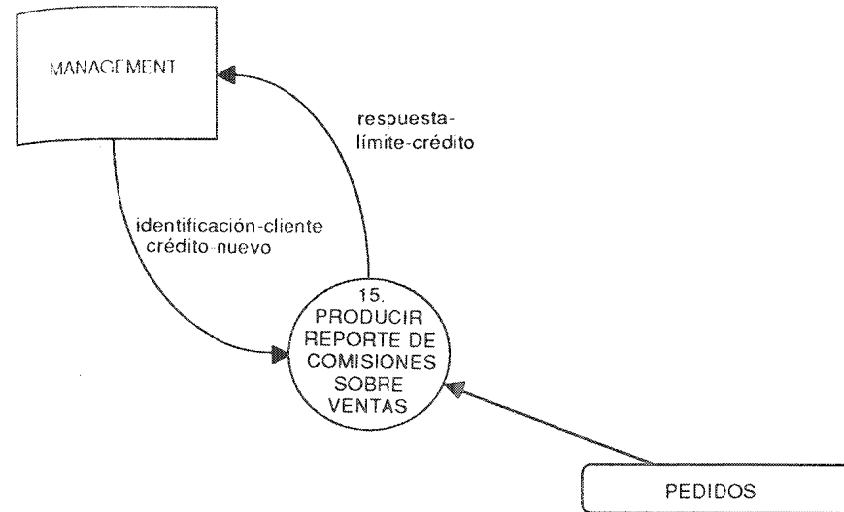 MANAGEMENT
respuesta-
límite-crédito
identificación-cliente
crédito-nuevo
15.
PRODUCIR
REPORTE DE
COMISIONES
SOBRE
VENTAS
PEDIDOS